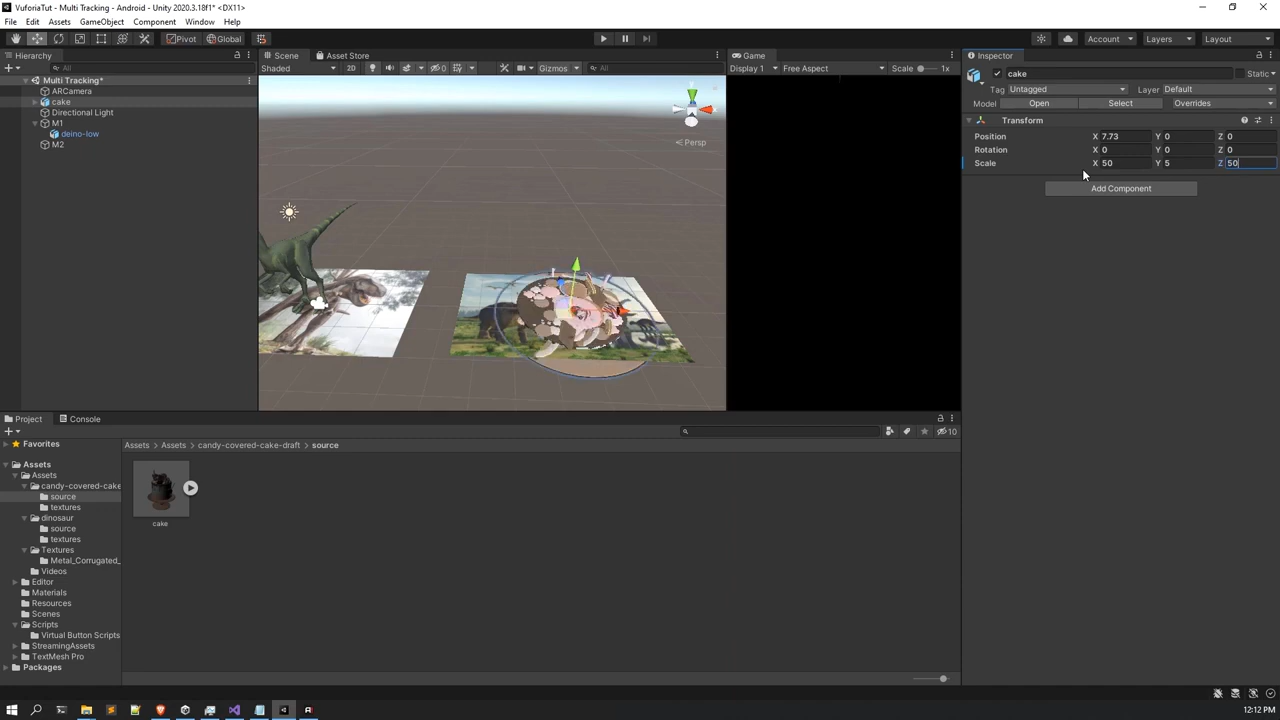 VuforiaTut - Multi Tracking - Android - Unity 2020.3.18f1* <DX11>
File Edit Assets GameObject Component Window Help
Pivot Global Account Layers Layout
Hierarchy
All
Multi Tracking*
ARCamera
cake
Directional Light
M1
deino-low
M2
Scene Asset Store
Shaded 2D 0 Gizmos All
Persp
Game
Display 1 Free Aspect Scale 1x
Inspector
cake Static
Tag Untagged Layer Default
Model Open Select Overrides
Transform
Position X 7.73 Y 0 Z 0
Rotation X 0 Y 0 Z 0
Scale X 50 Y 5 Z 50
Add Component
Project Console
10
Favorites
Assets
Assets
candy-covered-cake
source
textures
dinosaur
source
textures
Textures
Metal_Corrugated_
Videos
Editor
Materials
Resources
Scenes
Scripts
Virtual Button Scripts
StreamingAssets
TextMesh Pro
Packages
Assets Assets candy-covered-cake-draft source
cake
12:12 PM